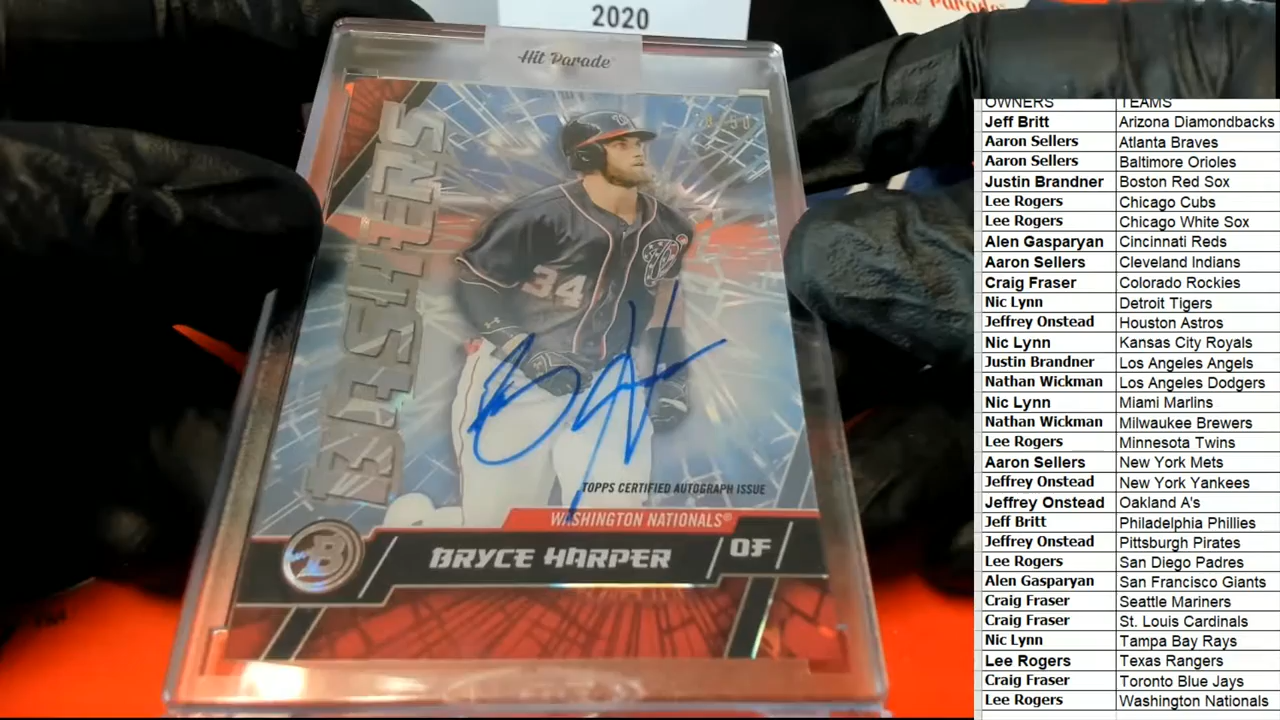 2020
Hit Parade
BESHERS
34
TOPPS CERTIFIED AUTOGRAPH ISSUE
WASHINGTON NATIONALS®
B
BRYCE HARPER OF
OWNERS TEAMS
Jeff Britt Arizona Diamondbacks
Aaron Sellers Atlanta Braves
Aaron Sellers Baltimore Orioles
Justin Brandner Boston Red Sox
Lee Rogers Chicago Cubs
Lee Rogers Chicago White Sox
Alen Gasparyan Cincinnati Reds
Aaron Sellers Cleveland Indians
Craig Fraser Colorado Rockies
Nic Lynn Detroit Tigers
Jeffrey Onstead Houston Astros
Nic Lynn Kansas City Royals
Justin Brandner Los Angeles Angels
Nathan Wickman Los Angeles Dodgers
Nic Lynn Miami Marlins
Nathan Wickman Milwaukee Brewers
Lee Rogers Minnesota Twins
Aaron Sellers New York Mets
Jeffrey Onstead New York Yankees
Jeffrey Onstead Oakland A's
Jeff Britt Philadelphia Phillies
Jeffrey Onstead Pittsburgh Pirates
Lee Rogers San Diego Padres
Alen Gasparyan San Francisco Giants
Craig Fraser Seattle Mariners
Craig Fraser St. Louis Cardinals
Nic Lynn Tampa Bay Rays
Lee Rogers Texas Rangers
Craig Fraser Toronto Blue Jays
Lee Rogers Washington Nationals